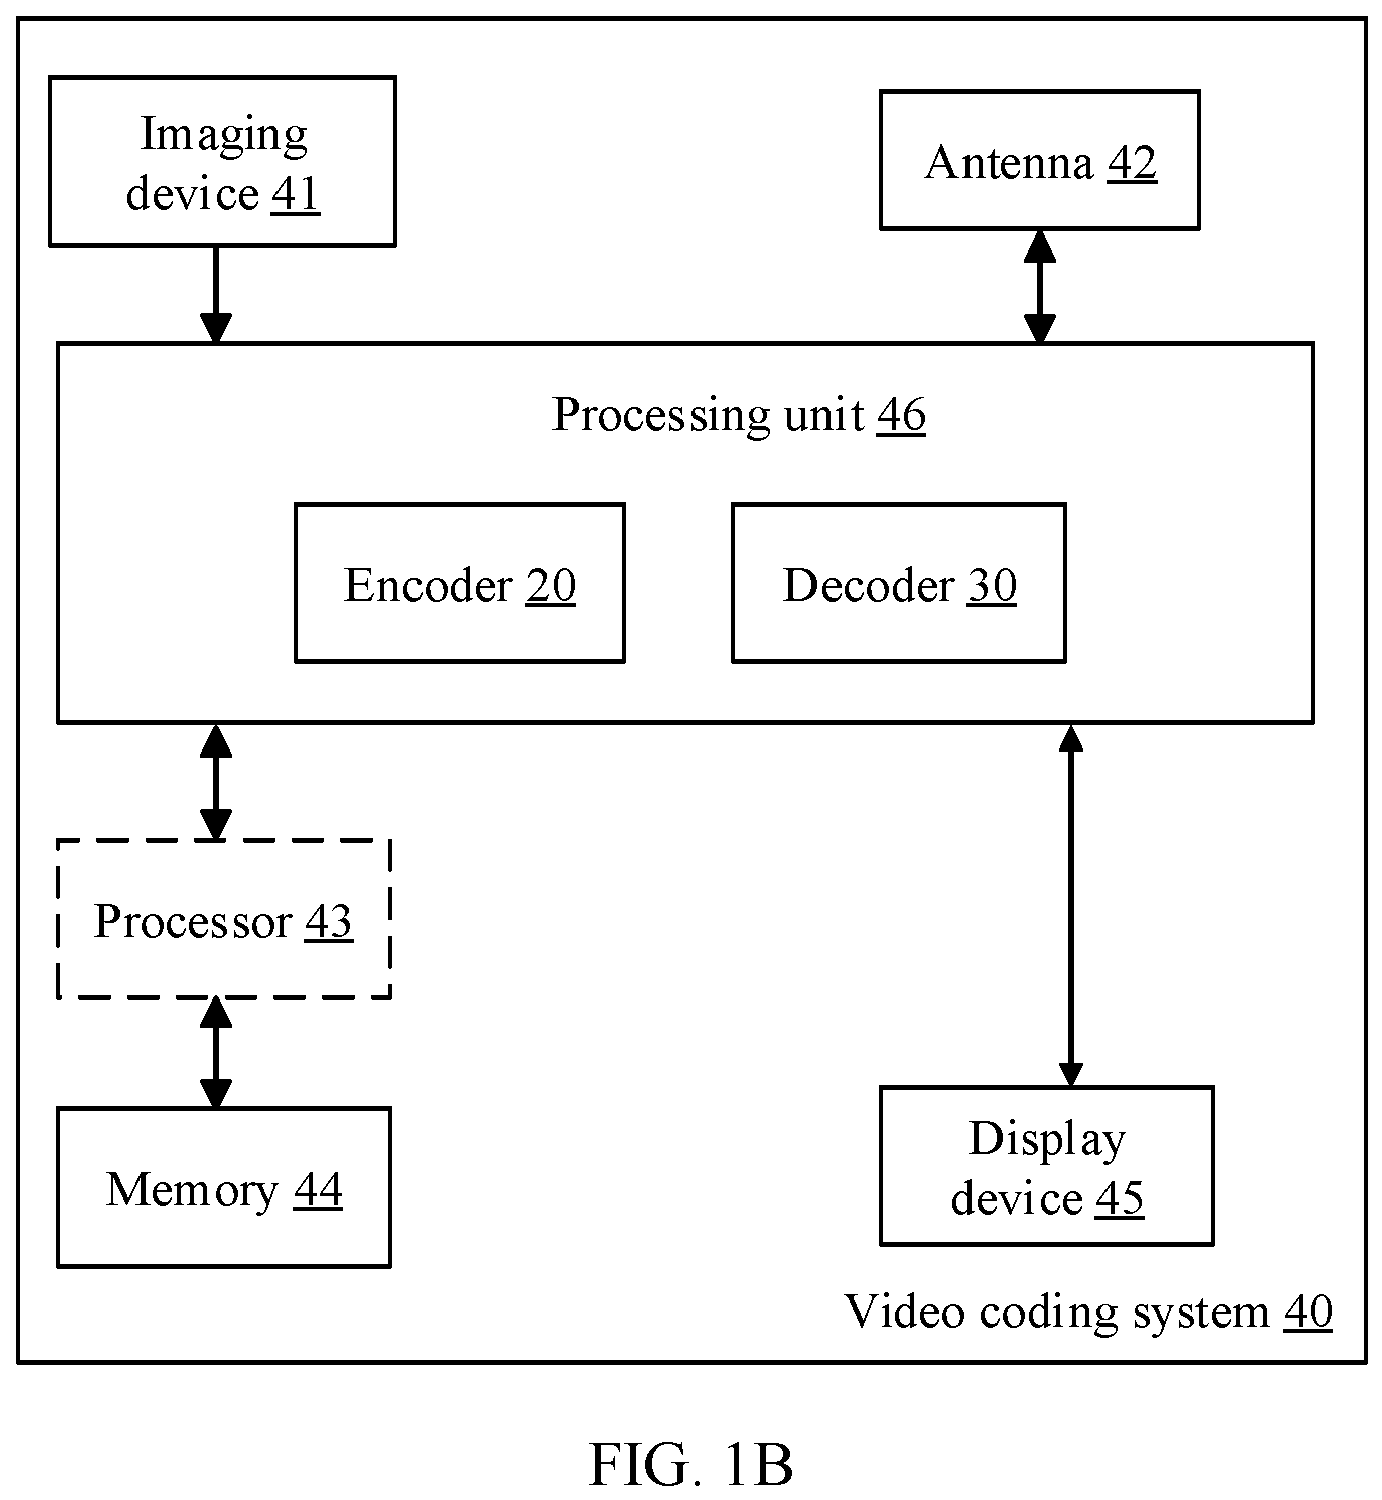 Imaging
device 41
Antenna 42
Processing unit 46
Encoder 20
Decoder 30
Processor 43
Memory 44
Display
device 45
Video coding system 40
FIG. 1B